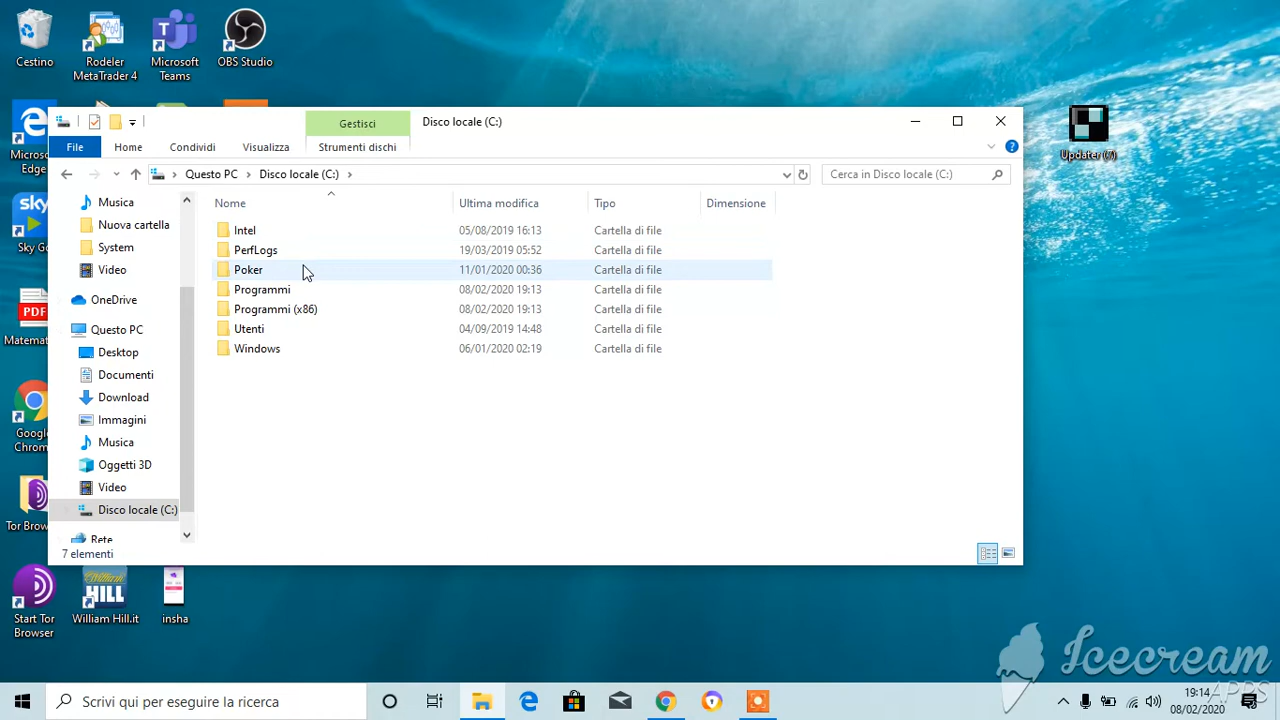 Cestino
Rodeler
MetaTrader 4
Microsoft
Teams
OBS Studio
Gestisci
Disco locale (C:)
File
Home
Condividi
Visualizza
Strumenti dischi
Questo PC
Disco locale (C:)
Cerca in Disco locale (C:)
Nome
Ultima modifica
Tipo
Dimensione
Musica
Nuova cartella
System
Video
OneDrive
Questo PC
Desktop
Documenti
Download
Immagini
Musica
Oggetti 3D
Video
Disco locale (C:)
Rete
Intel 05/08/2019 16:13 Cartella di file
PerfLogs 19/03/2019 05:52 Cartella di file
Poker 11/01/2020 00:36 Cartella di file
Programmi 08/02/2020 19:13 Cartella di file
Programmi (x86) 08/02/2020 19:13 Cartella di file
Utenti 04/09/2019 14:48 Cartella di file
Windows 06/01/2020 02:19 Cartella di file
7 elementi
Edge
sky
Sky Go
PDF
Google
Tor Brow
Start Tor
Browser
William
HILL
William Hill.it
insha
Updater (7)
Icecream
APPS
Scrivi qui per eseguire la ricerca
19:14
08/02/2020